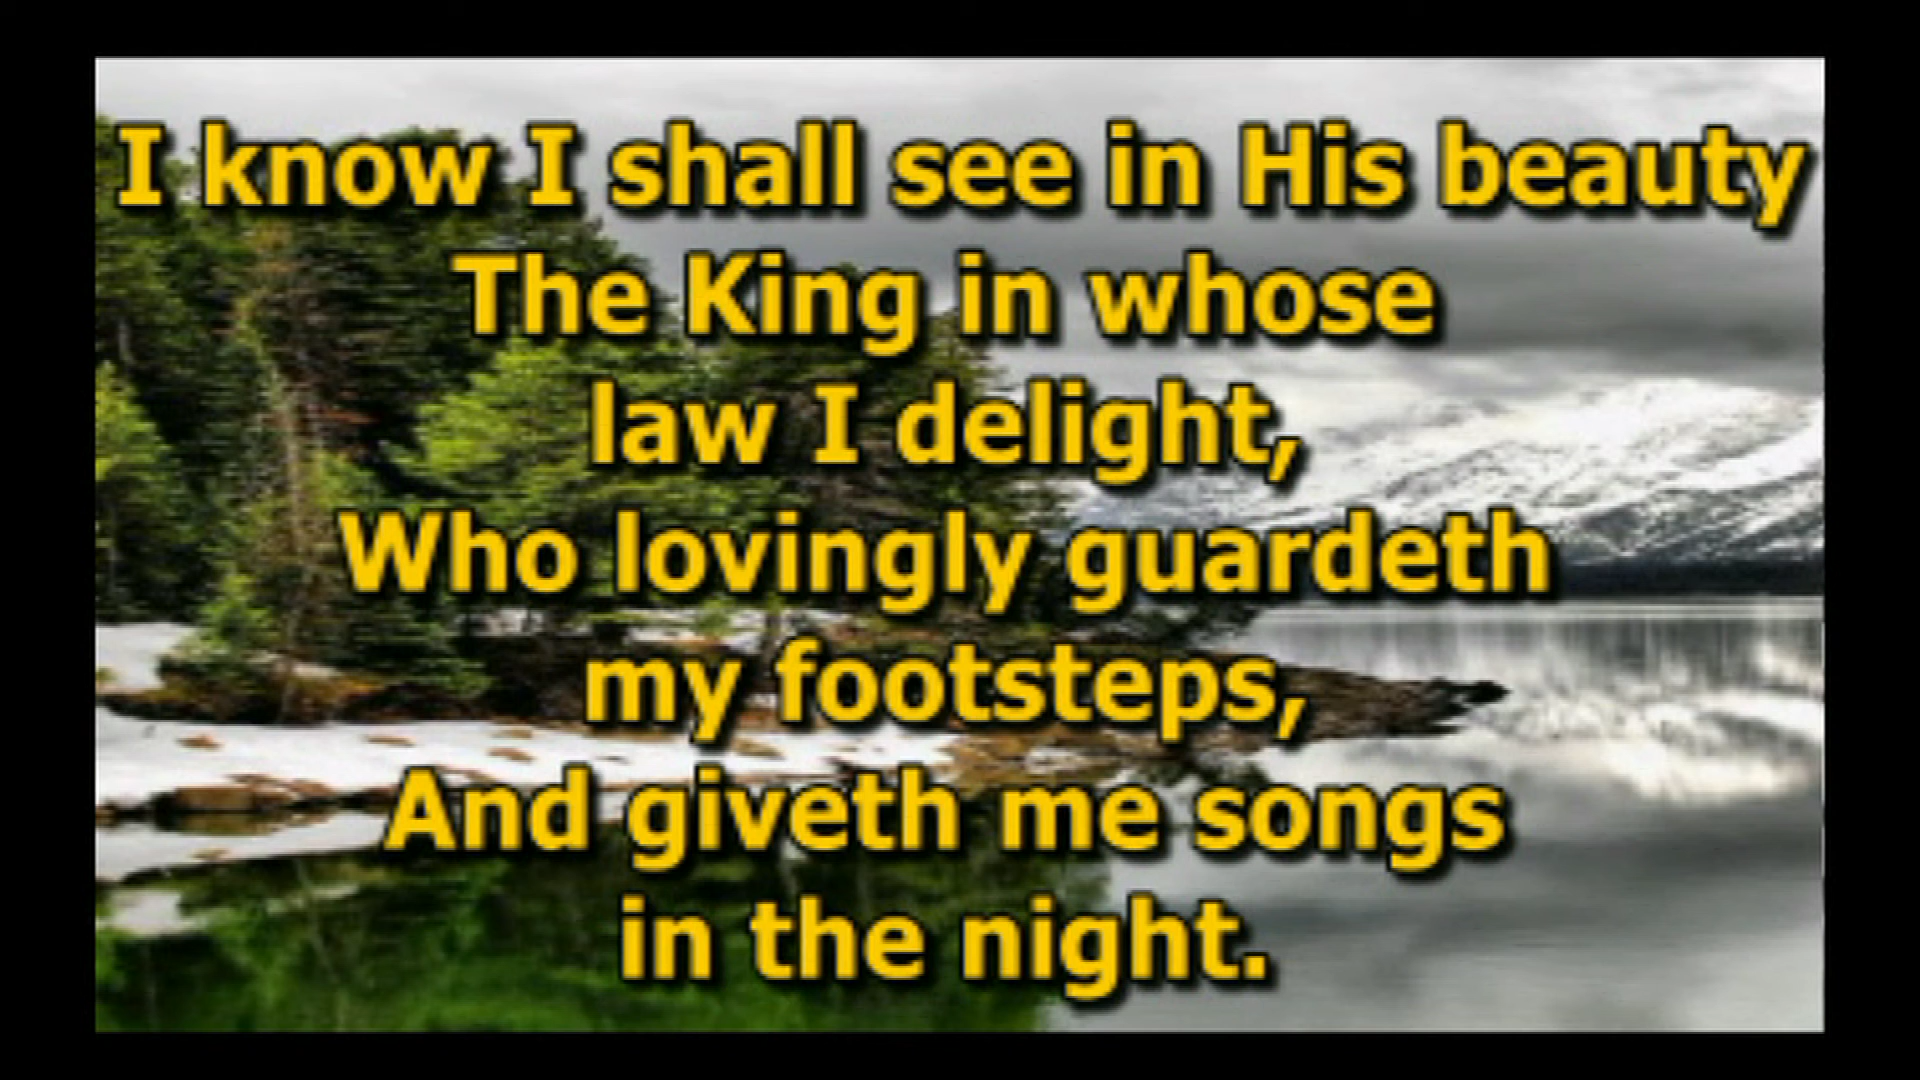 I know I shall see in His beauty
The King in whose
law I delight,
Who lovingly guardeth
my footsteps,
And giveth me songs
in the night.